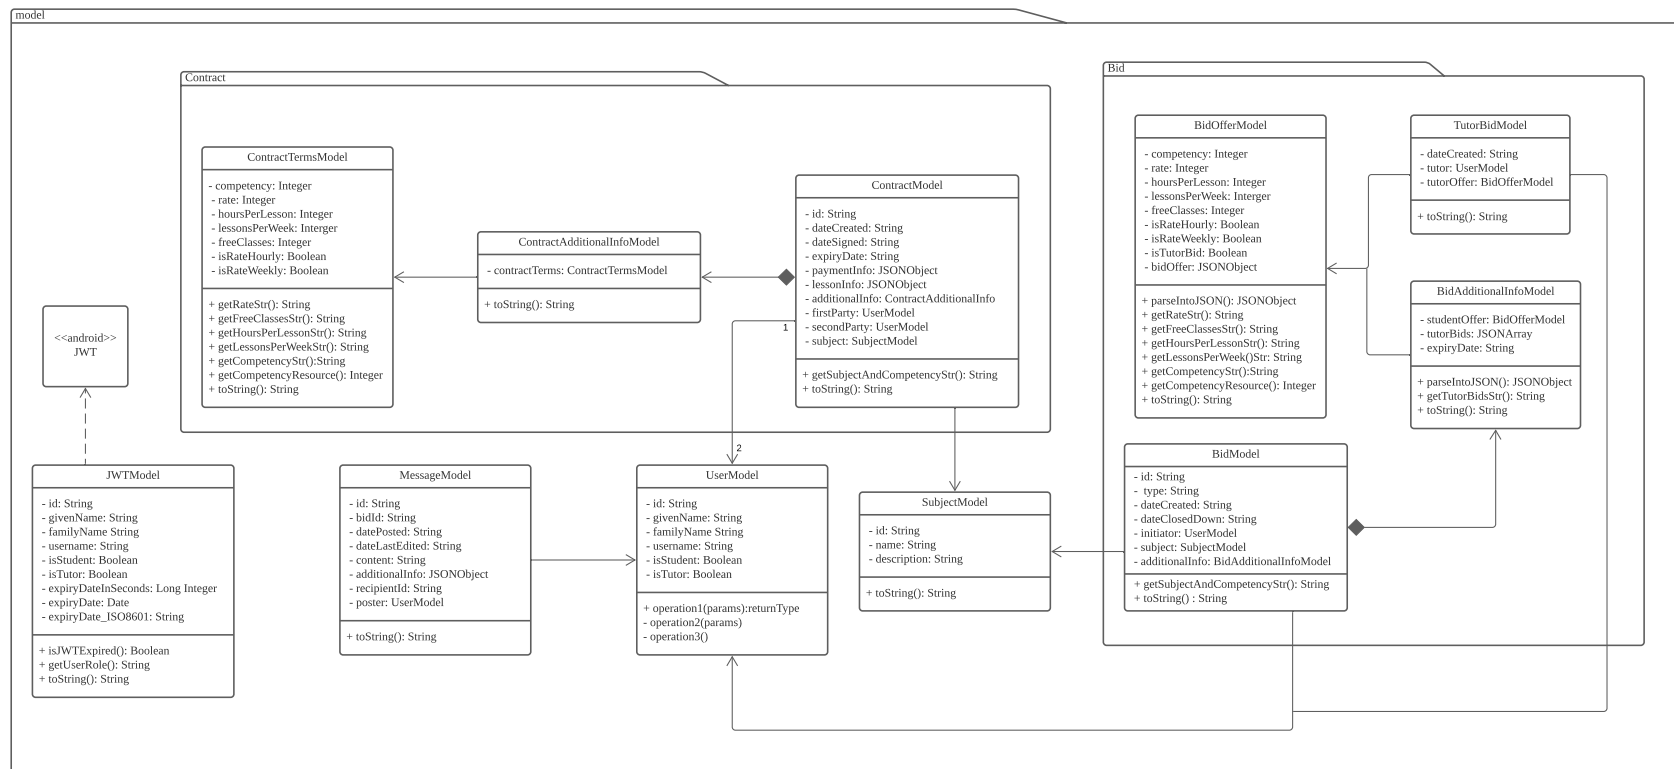 model
Contract
ContractTermsModel
- competency: Integer
- rate: Integer
- hoursPerLesson: Integer
- lessonsPerWeek: Interger
- freeClasses: Integer
- isRateHourly: Boolean
- isRateWeekly: Boolean
+ getRateStr(): String
+ getFreeClassesStr(): String
+ getHoursPerLessonStr(): String
+ getLessonsPerWeekStr(): String
+ getCompetencyStr():String
+ getCompetencyResource(): Integer
+ toString(): String
ContractAdditionalInfoModel
- contractTerms: ContractTermsModel
+ toString(): String
ContractModel
- id: String
- dateCreated: String
- dateSigned: String
- expiryDate: String
- paymentInfo: JSONObject
- lessonInfo: JSONObject
- additionalInfo: ContractAdditionalInfo
- firstParty: UserModel
- secondParty: UserModel
- subject: SubjectModel
+ getSubjectAndCompetencyStr(): String
+ toString(): String
1
2
Bid
BidOfferModel
- competency: Integer
- rate: Integer
- hoursPerLesson: Integer
- lessonsPerWeek: Interger
- freeClasses: Integer
- isRateHourly: Boolean
- isRateWeekly: Boolean
- isTutorBid: Boolean
- bidOffer: JSONObject
+ parseIntoJSON(): JSONObject
+ getRateStr(): String
+ getFreeClassesStr(): String
+ getHoursPerLessonStr(): String
+ getLessonsPerWeek()Str: String
+ getCompetencyStr():String
+ getCompetencyResource(): Integer
+ toString(): String
TutorBidModel
- dateCreated: String
- tutor: UserModel
- tutorOffer: BidOfferModel
+ toString(): String
BidAdditionalInfoModel
- studentOffer: BidOfferModel
- tutorBids: JSONArray
- expiryDate: String
+ parseIntoJSON(): JSONObject
+ getTutorBidsStr(): String
+ toString(): String
BidModel
- id: String
- type: String
- dateCreated: String
- dateClosedDown: String
- initiator: UserModel
- subject: SubjectModel
- additionalInfo: BidAdditionalInfoModel
+ getSubjectAndCompetencyStr(): String
+ toString() : String
<<android>>
JWT
JWTModel
- id: String
- givenName: String
- familyName String
- username: String
- isStudent: Boolean
- isTutor: Boolean
- expiryDateInSeconds: Long Integer
- expiryDate: Date
- expiryDate_ISO8601: String
+ isJWTExpired(): Boolean
+ getUserRole(): String
+ toString(): String
MessageModel
- id: String
- bidId: String
- datePosted: String
- dateLastEdited: String
- content: String
- additionalInfo: JSONObject
- recipientId: String
- poster: UserModel
+ toString(): String
UserModel
- id: String
- givenName: String
- familyName String
- username: String
- isStudent: Boolean
- isTutor: Boolean
+ operation1(params):returnType
- operation2(params)
- operation3()
SubjectModel
- id: String
- name: String
- description: String
+ toString(): String